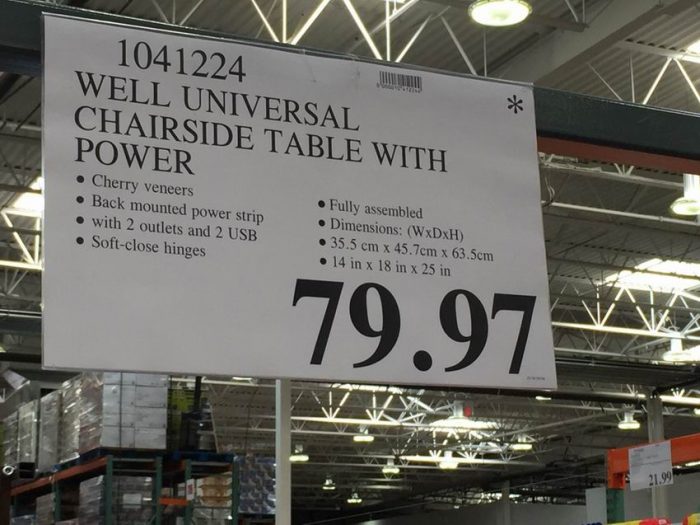 1041224
*
WELL UNIVERSAL
CHAIRSIDE TABLE WITH
POWER
• Cherry veneers
• Back mounted power strip
• with 2 outlets and 2 USB
• Soft-close hinges
• Fully assembled
• Dimensions: (WxDxH)
• 35.5 cm x 45.7cm x 63.5cm
• 14 in x 18 in x 25 in
79.97
21.99